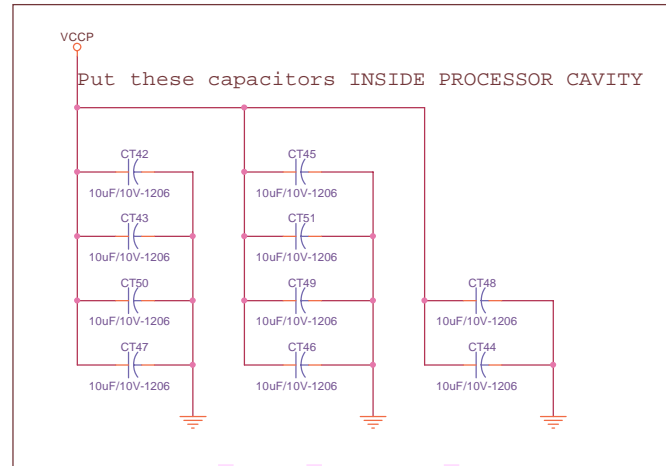 VCCP
Put these capacitors INSIDE PROCESSOR CAVITY
CT42
10uF/10V-1206
CT43
10uF/10V-1206
CT50
10uF/10V-1206
CT47
10uF/10V-1206
CT45
10uF/10V-1206
CT51
10uF/10V-1206
CT49
10uF/10V-1206
CT46
10uF/10V-1206
CT48
10uF/10V-1206
CT44
10uF/10V-1206